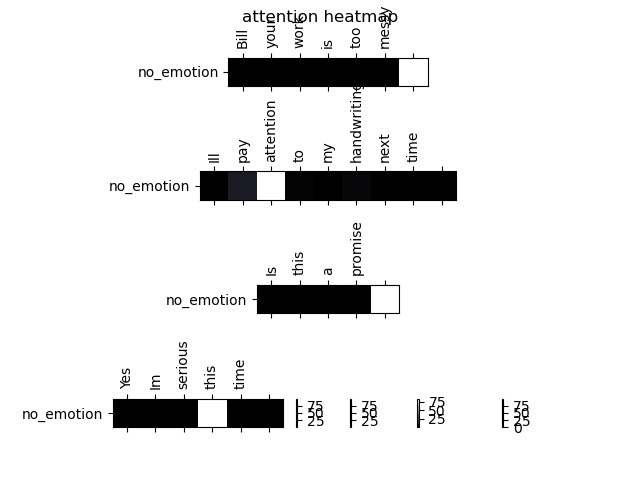 attention heatmap
Bill your work is too messy
no_emotion
Ill pay attention to my handwriting next time
no_emotion
Is this a promise
no_emotion
Yes Im serious this time
no_emotion
75 75 75 75
50 50 50 50
25 25 25 25
0